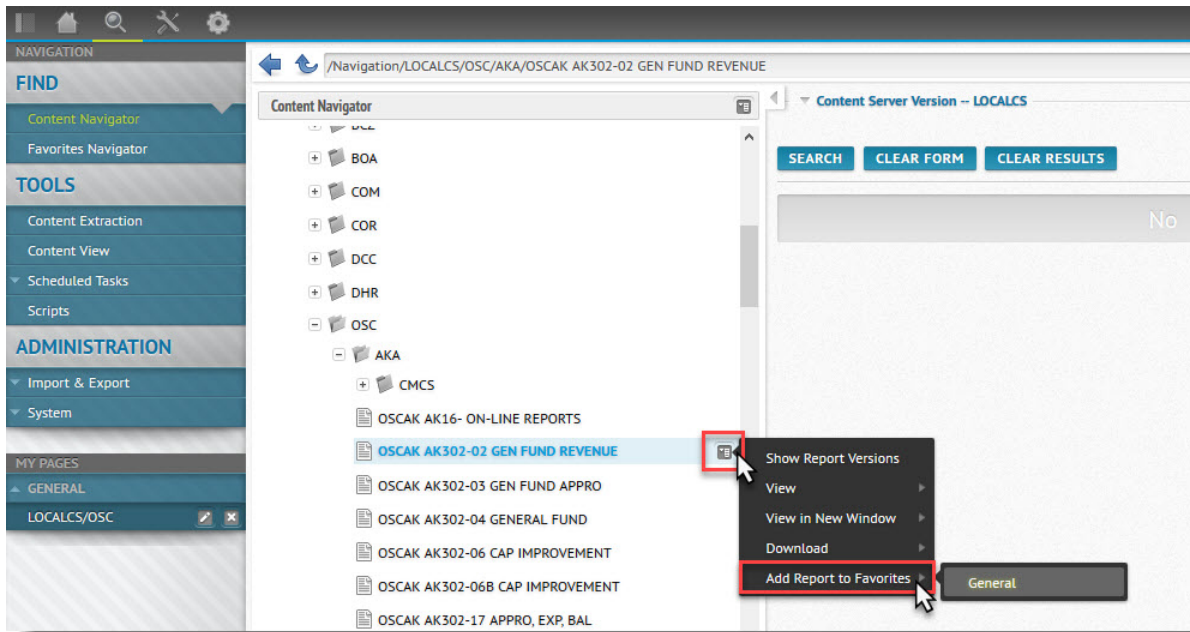 NAVIGATION
FIND
Content Navigator
Favorites Navigator
TOOLS
Content Extraction
Content View
Scheduled Tasks
Scripts
ADMINISTRATION
Import & Export
System
MY PAGES
GENERAL
LOCALCS/OSC
/Navigation/LOCALCS/OSC/AKA/OSCAK AK302-02 GEN FUND REVENUE
Content Navigator
BCZ
BOA
COM
COR
DCC
DHR
OSC
AKA
CMCS
OSCAK AK16- ON-LINE REPORTS
OSCAK AK302-02 GEN FUND REVENUE
OSCAK AK302-03 GEN FUND APPRO
OSCAK AK302-04 GENERAL FUND
OSCAK AK302-06 CAP IMPROVEMENT
OSCAK AK302-06B CAP IMPROVEMENT
OSCAK AK302-17 APPRO, EXP, BAL
Content Server Version -- LOCALCS
SEARCH CLEAR FORM CLEAR RESULTS
No
Show Report Versions
View
View in New Window
Download
Add Report to Favorites
General